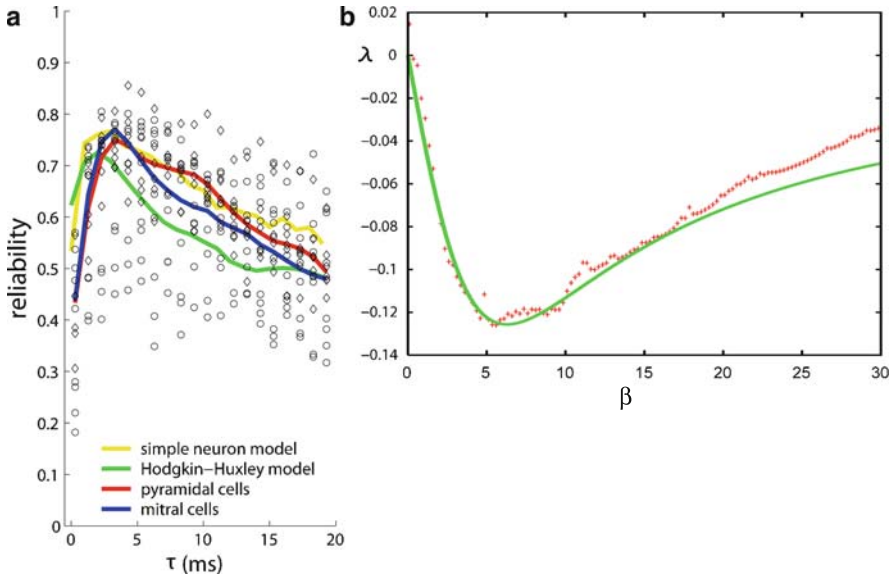 a
1
0.9
0.8
0.7
0.6
0.5
0.4
0.3
0.2
0.1
0
reliability
simple neuron model
Hodgkin−Huxley model
pyramidal cells
mitral cells
0 5 10 15 20
τ (ms)
b
0.02
0
−0.02
−0.04
−0.06
−0.08
−0.1
−0.12
−0.14
λ
0 5 10 15 20 25 30
β